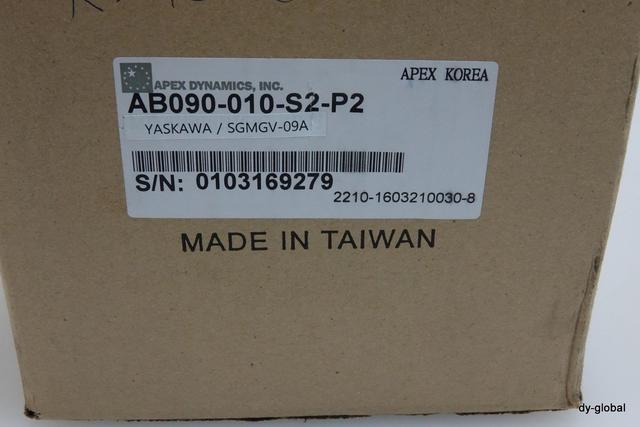 APEX DYNAMICS, INC.
APEX KOREA
AB090-010-S2-P2
YASKAWA / SGMGV-09A
S/N: 0103169279
2210-1603210030-8
MADE IN TAIWAN
dy-global